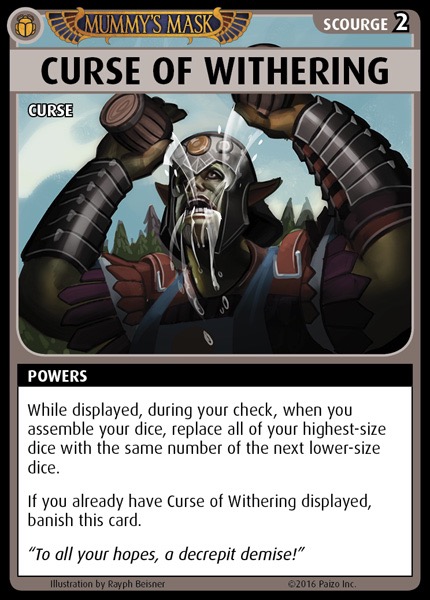 MUMMY'S MASK
SCOURGE 2
CURSE OF WITHERING
CURSE
POWERS
While displayed, during your check, when you
assemble your dice, replace all of your highest-size
dice with the same number of the next lower-size
dice.
If you already have Curse of Withering displayed,
banish this card.
“To all your hopes, a decrepit demise!”
Illustration by Rayph Beisner
©2016 Paizo Inc.